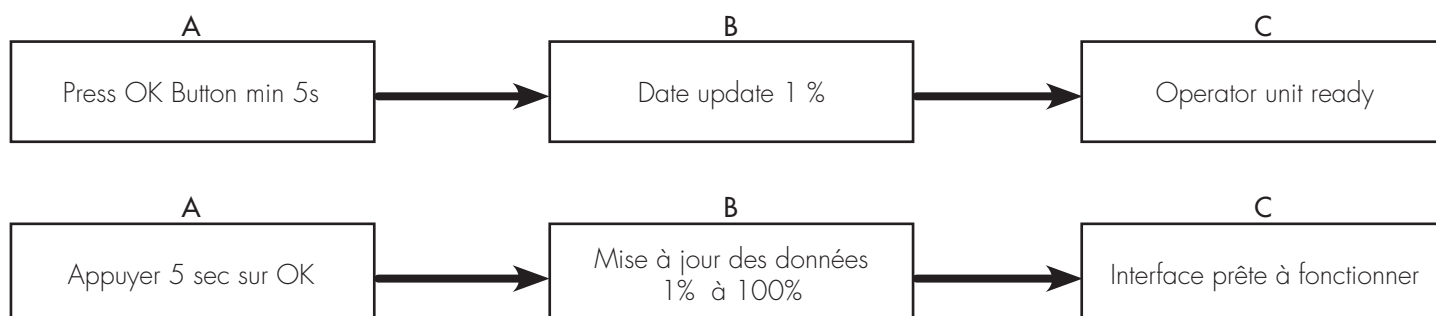 A
Press OK Button min 5s
B
Date update 1 %
C
Operator unit ready
A
Appuyer 5 sec sur OK
B
Mise à jour des données
1% à 100%
C
Interface prête à fonctionner